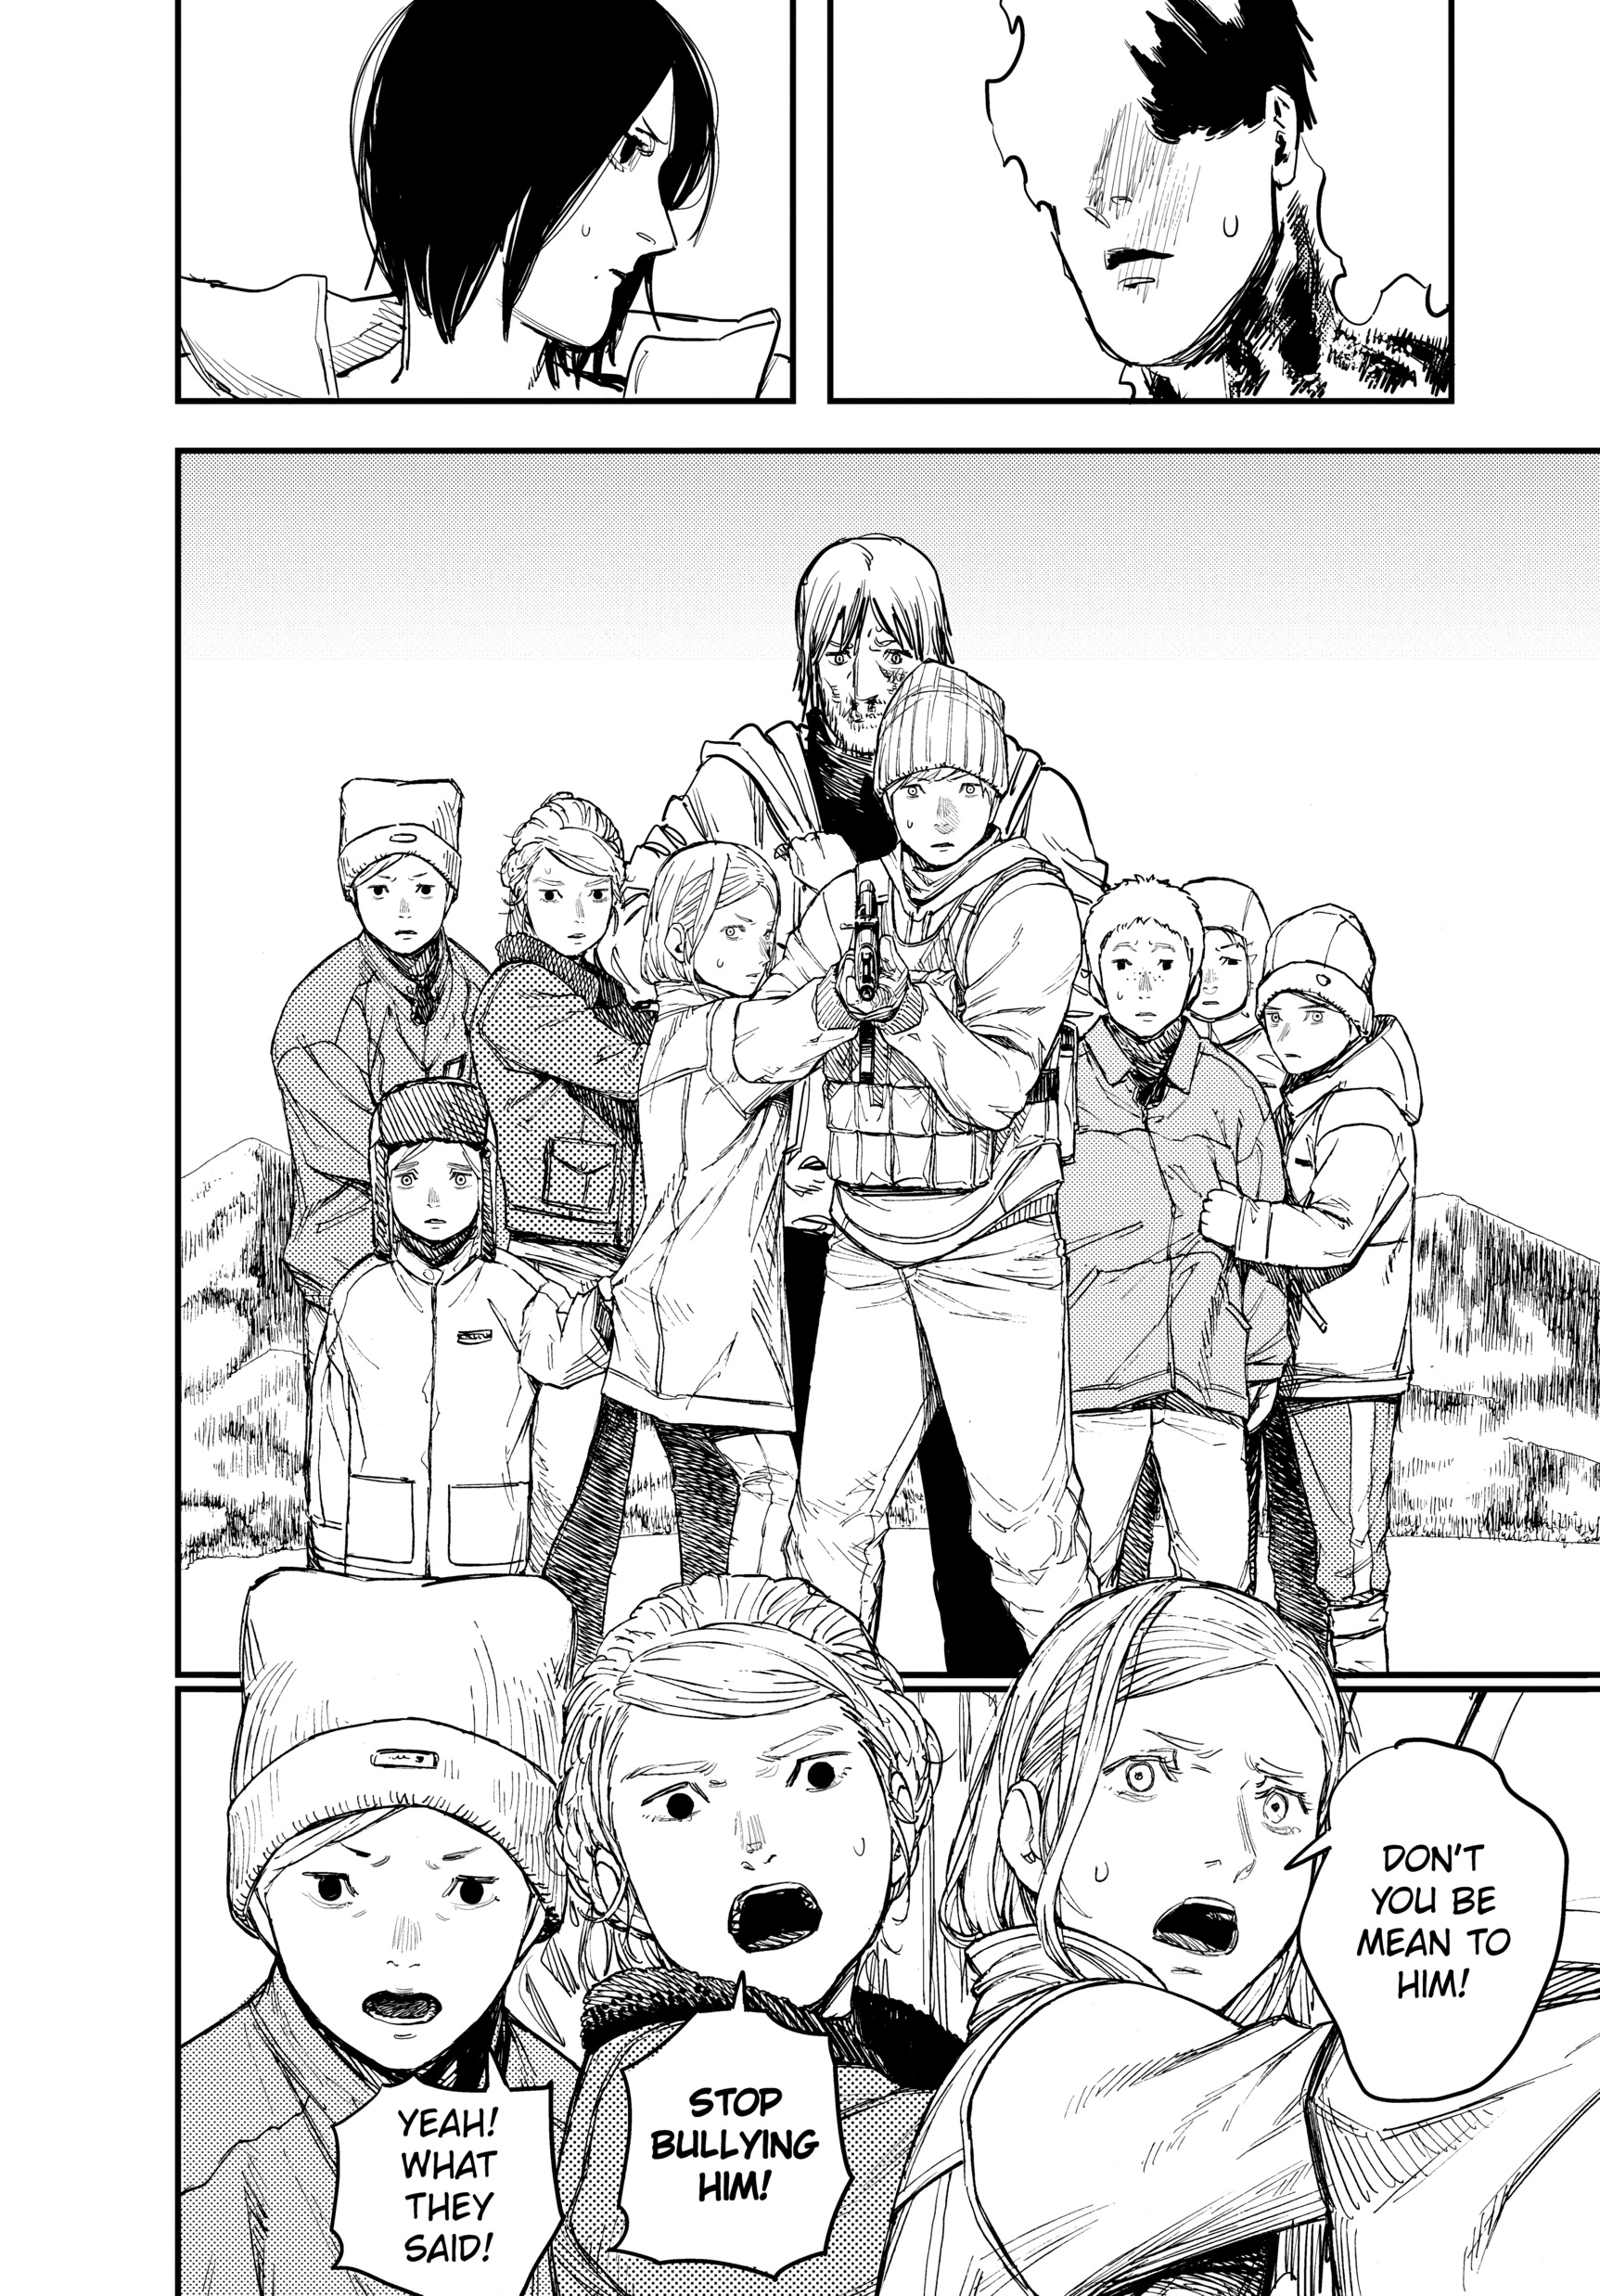 DON'T
YOU BE
MEAN TO
HIM!
STOP
BULLYING
HIM!
YEAH!
WHAT
THEY
SAID!